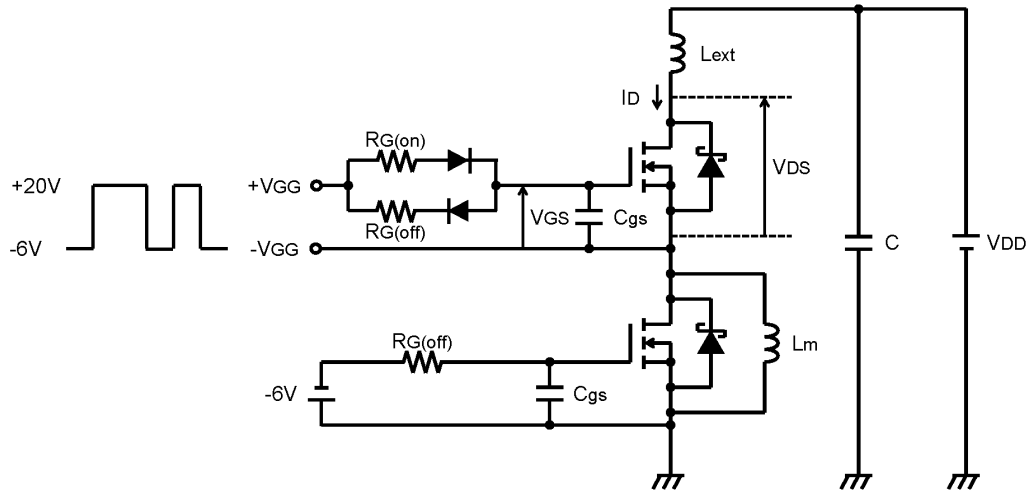 Lext
ID
RG(on)
VDS
+20V
+VGG
VGS
Cgs
RG(off)
-6V
-VGG
C
VDD
RG(off)
Lm
-6V
Cgs